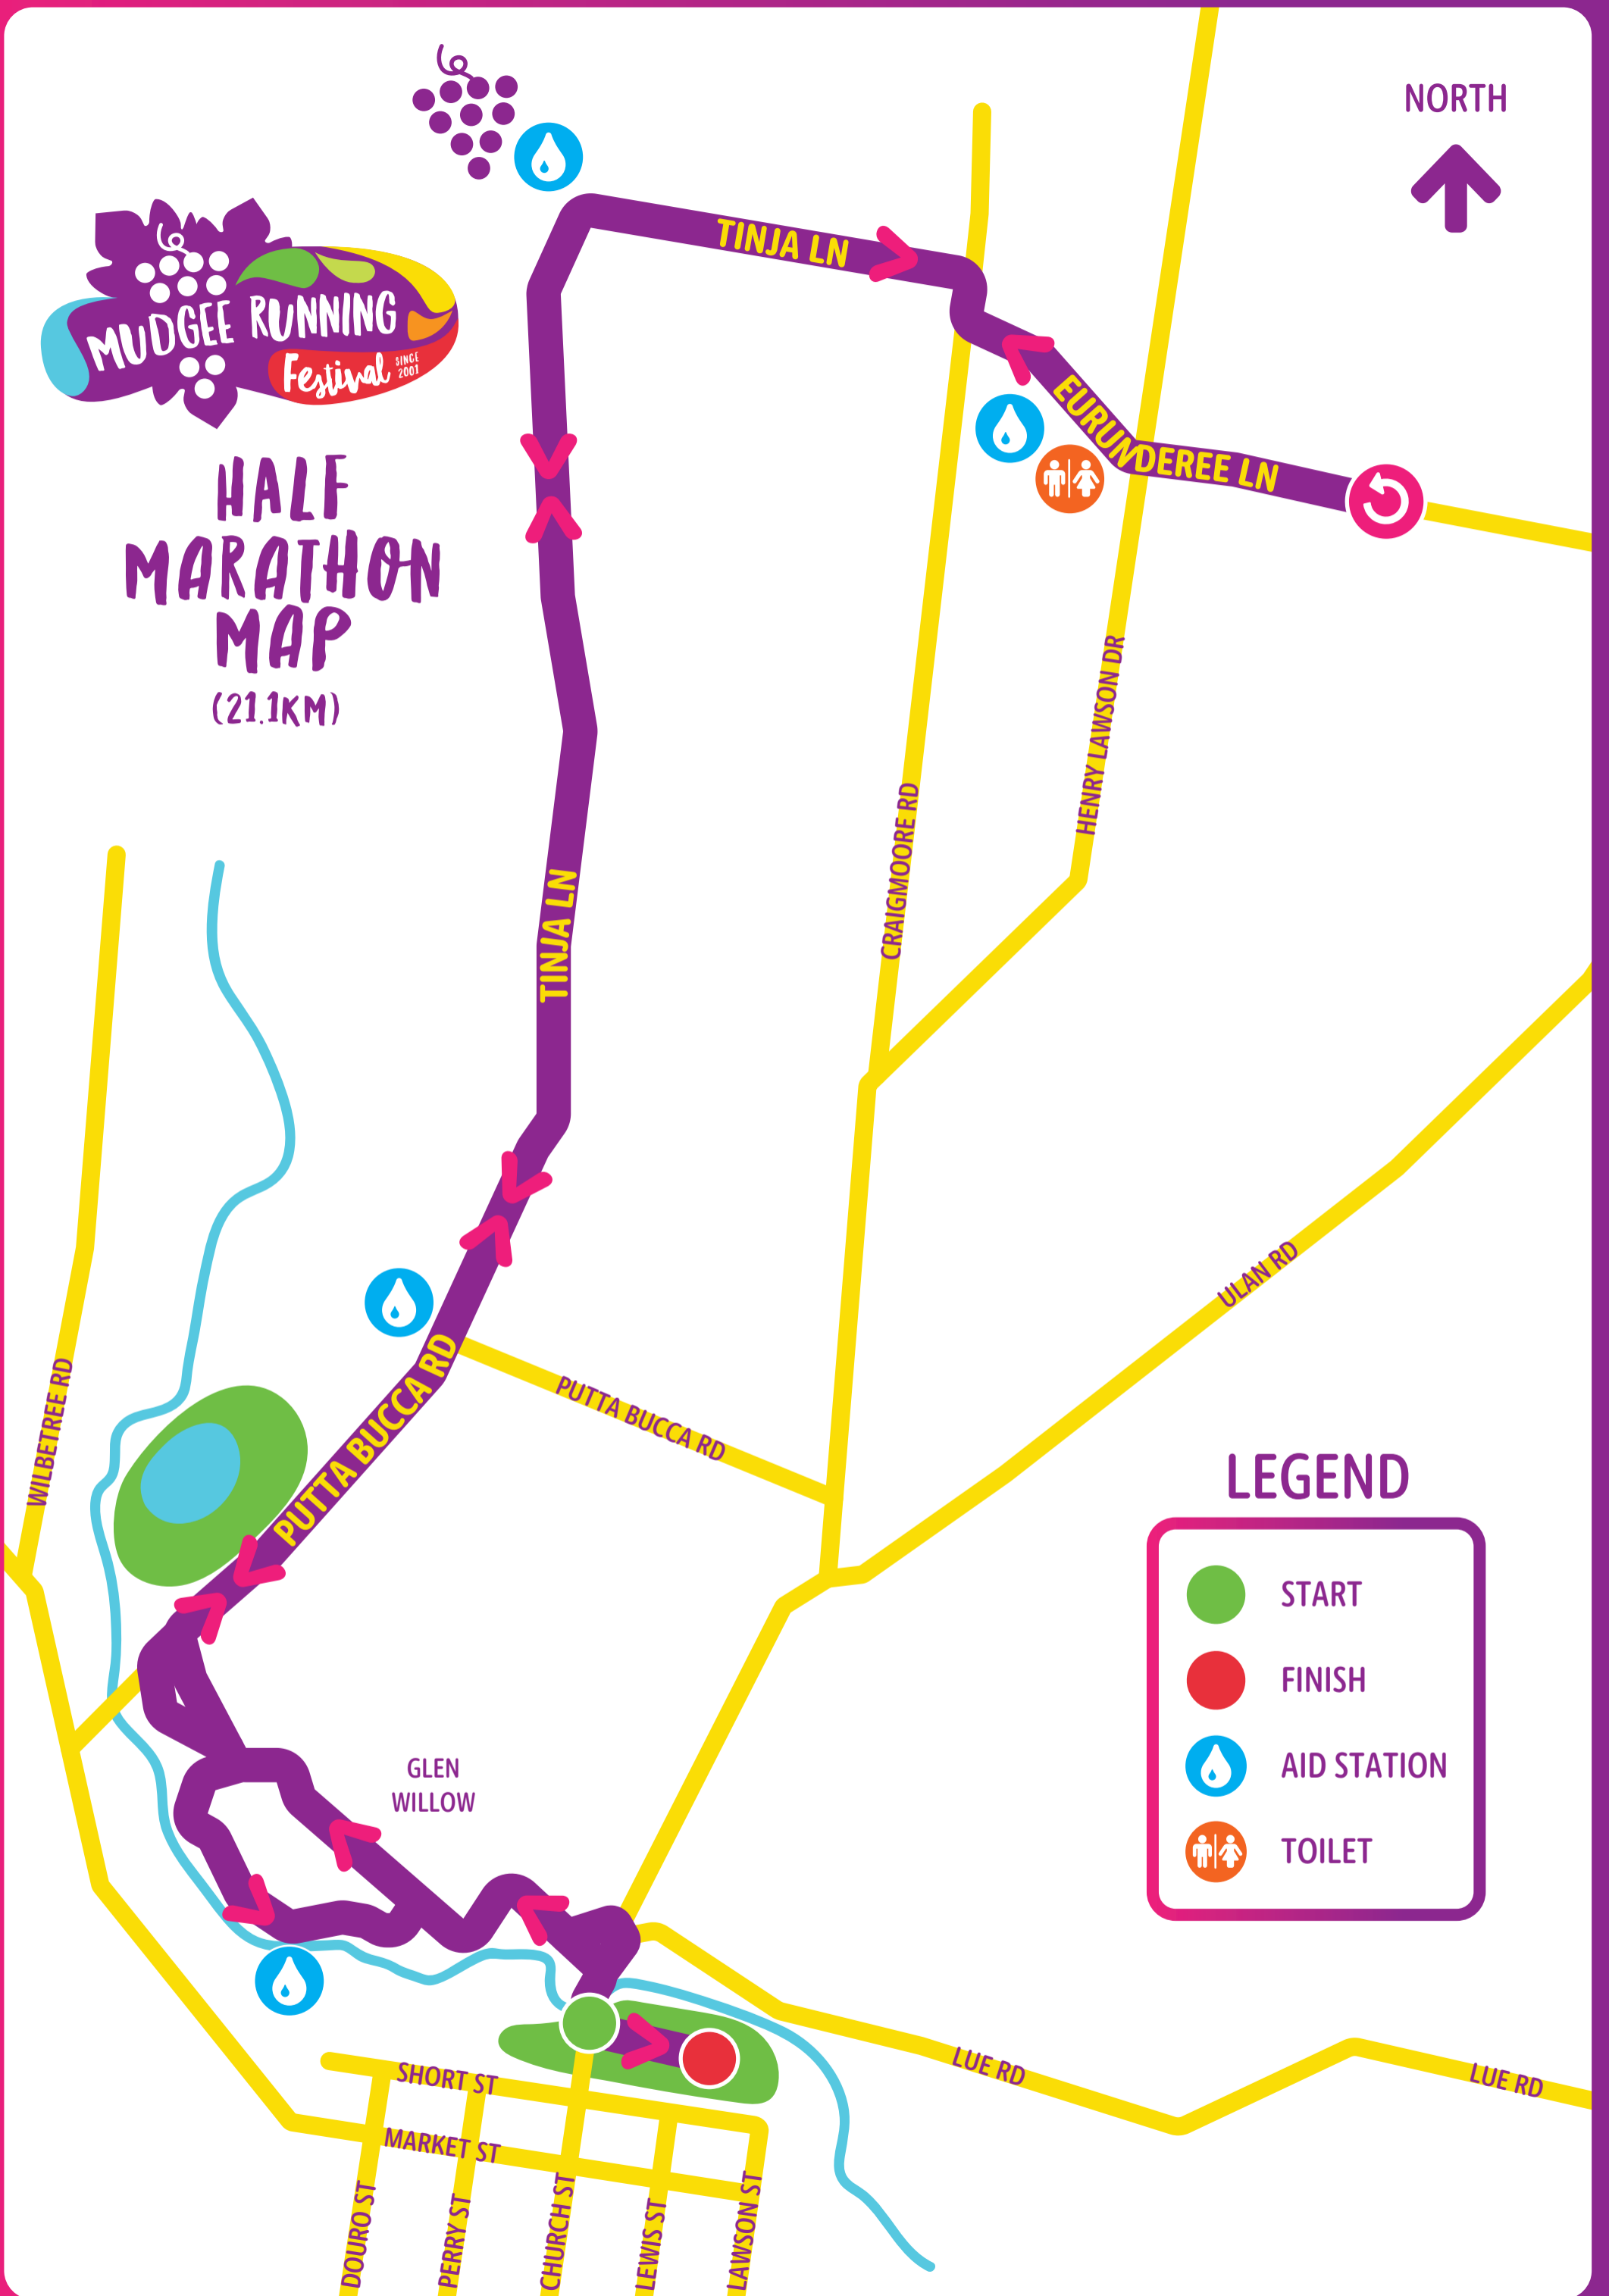 NORTH
TINJA LN
MUDGEE RUNNING
Festival
SINCE
2001
EURUNDEREE LN
HALF
MARATHON
MAP
(21.1KM)
HENRY LAWSON DR
CRAIGMOORE RD
TINJA LN
ULAN RD
PUTTA BUCCA RD
PUTTA BUCCA RD
WILBETREE RD
LEGEND
START
FINISH
AID STATION
TOILET
GLEN
WILLOW
LUE RD
LUE RD
SHORT ST
MARKET ST
DOURO ST
PERRY ST
CHURCH ST
LEWIS ST
LAWSON ST